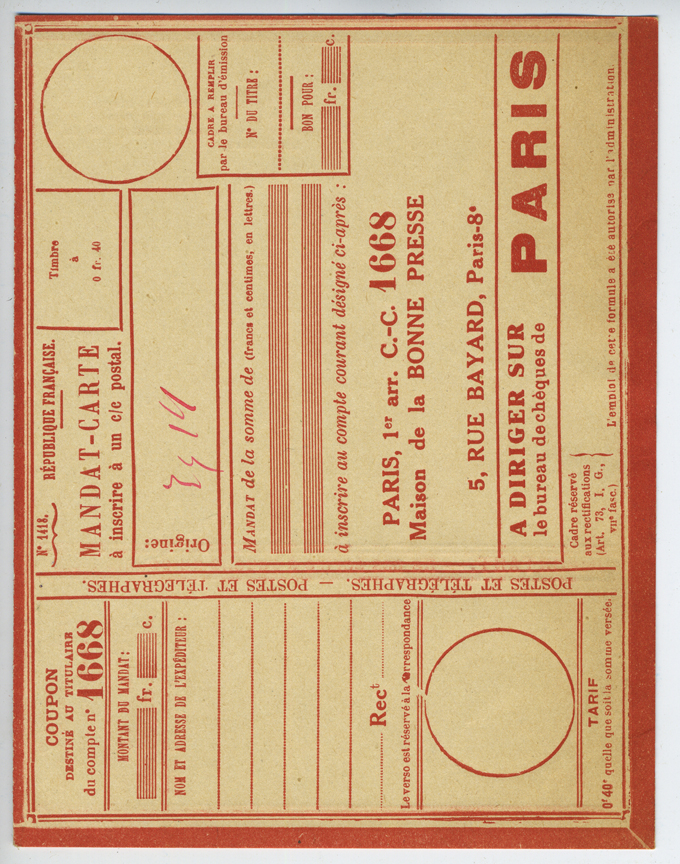 COUPON
DESTINÉ AU TITULAIRE
du compte n° 1668
MONTANT DU MANDAT:
fr. c.
NOM ET ADRESSE DE L'EXPÉDITEUR :
Rect
Le verso est réservé à la correspondance
TARIF
0f 40c quelle que soit la somme versée.
POSTES ET TÉLÉGRAPHES. — POSTES ET TÉLÉGRAPHES.
N° 1418.
RÉPUBLIQUE FRANÇAISE.
MANDAT-CARTE
à inscrire à un c/c postal.
Timbre
à
0 fr. 40
Origine:
CADRE A REMPLIR
par le bureau d'émission
N° DU TITRE :
BON POUR :
fr. c.
MANDAT de la somme de (francs et centimes; en lettres.)
à inscrire au compte courant désigné ci-après :
PARIS, 1er arr. C.-C. 1668
Maison de la BONNE PRESSE
5, RUE BAYARD, Paris-8e
A DIRIGER SUR
le bureau de chèques de
PARIS
Cadre réservé
aux rectifications
(Art. 73, I. G.,
VIIe fasc.)
L'emploi de cette formule a été autorisé par l'administration.